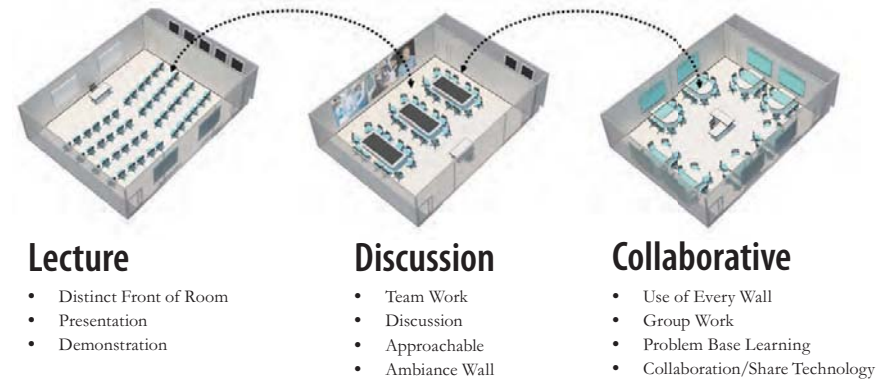 Lecture
• Distinct Front of Room
• Presentation
• Demonstration
Discussion
• Team Work
• Discussion
• Approachable
• Ambiance Wall
Collaborative
• Use of Every Wall
• Group Work
• Problem Base Learning
• Collaboration/Share Technology